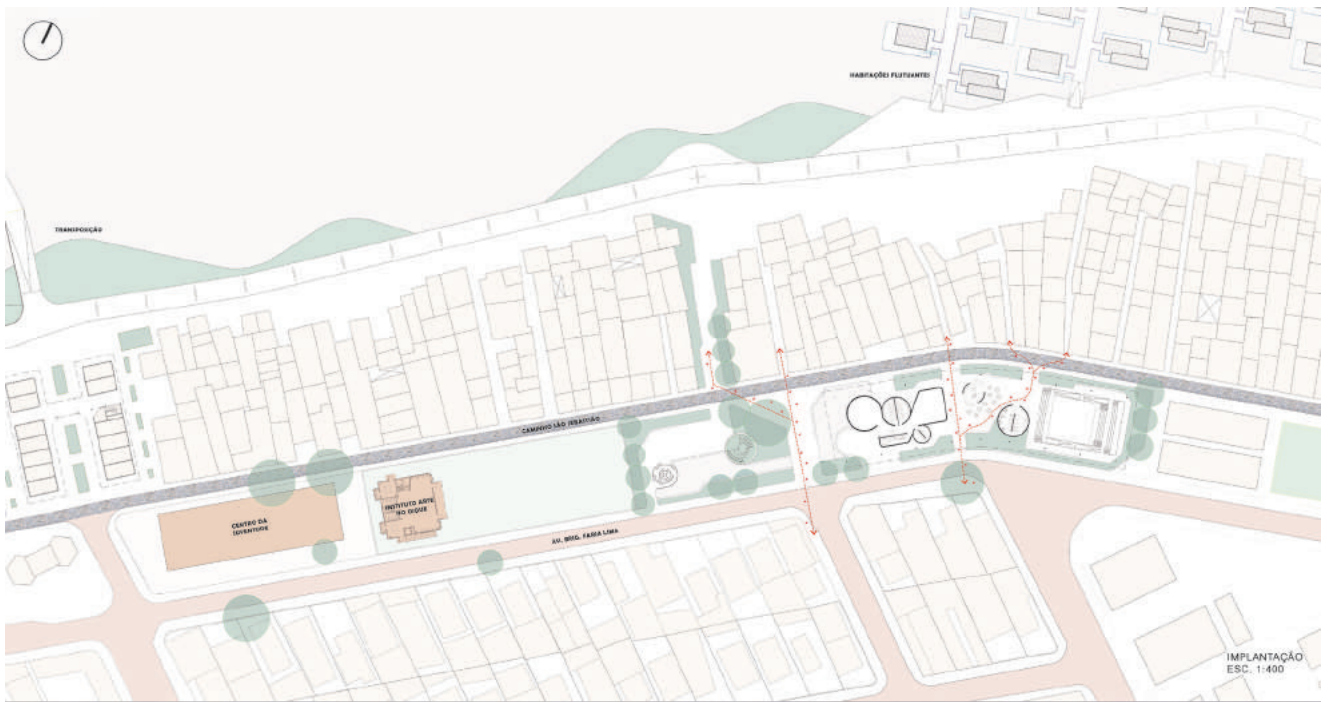 HABITAÇÕES FLUTUANTES
TRANSPOSIÇÃO
CAMINHO SÃO SEBASTIÃO
CENTRO DA
JUVENTUDE
INSTITUTO ARTE
NO DIQUE
AV. BRIG. FARIA LIMA
IMPLANTAÇÃO
ESC. 1:400